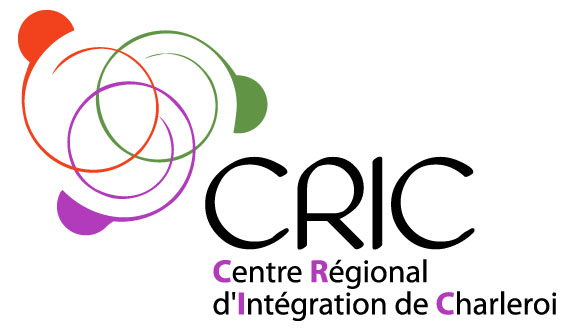 CRIC
Centre Régional
d'Intégration de Charleroi